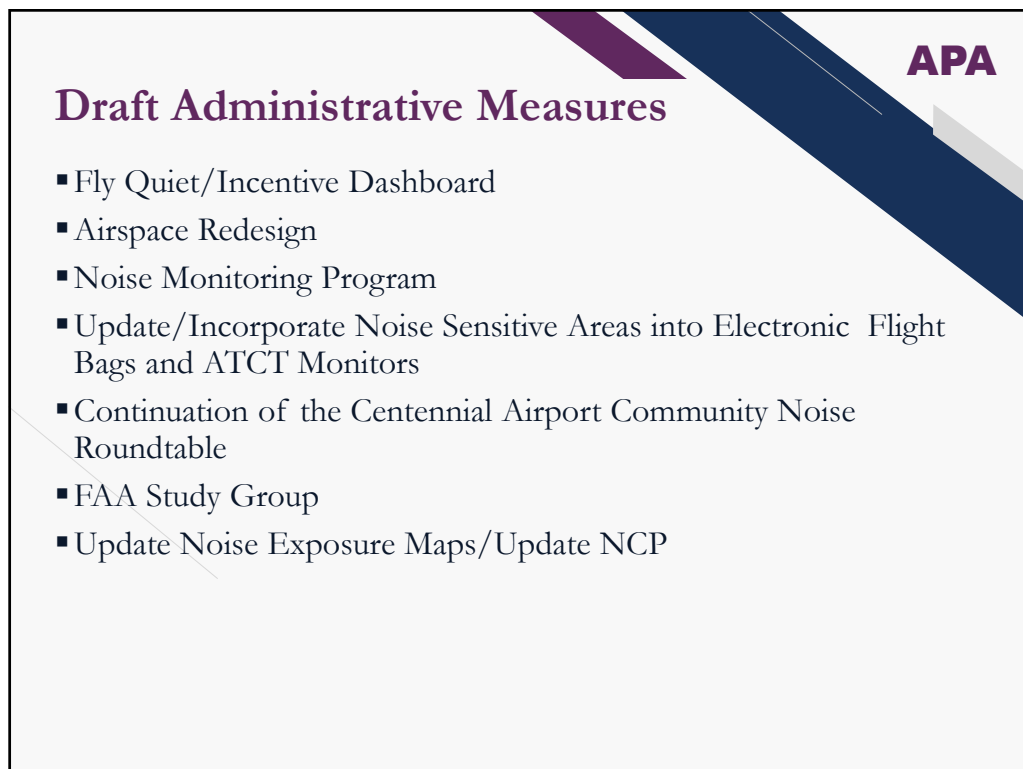 APA
Draft Administrative Measures
▪Fly Quiet/Incentive Dashboard
▪Airspace Redesign
▪Noise Monitoring Program
▪Update/Incorporate Noise Sensitive Areas into Electronic  Flight
Bags and ATCT Monitors
▪Continuation of the Centennial Airport Community Noise
Roundtable
▪FAA Study Group
▪Update Noise Exposure Maps/Update NCP